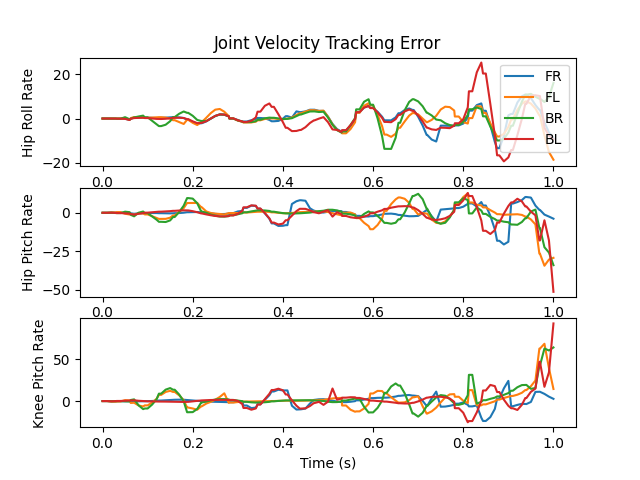 Joint Velocity Tracking Error
Hip Roll Rate
20
0
−20
FR
FL
BR
BL
0.0 0.2 0.4 0.6 0.8 1.0
Hip Pitch Rate
0
−25
−50
0.0 0.2 0.4 0.6 0.8 1.0
Knee Pitch Rate
50
0
0.0 0.2 0.4 0.6 0.8 1.0
Time (s)